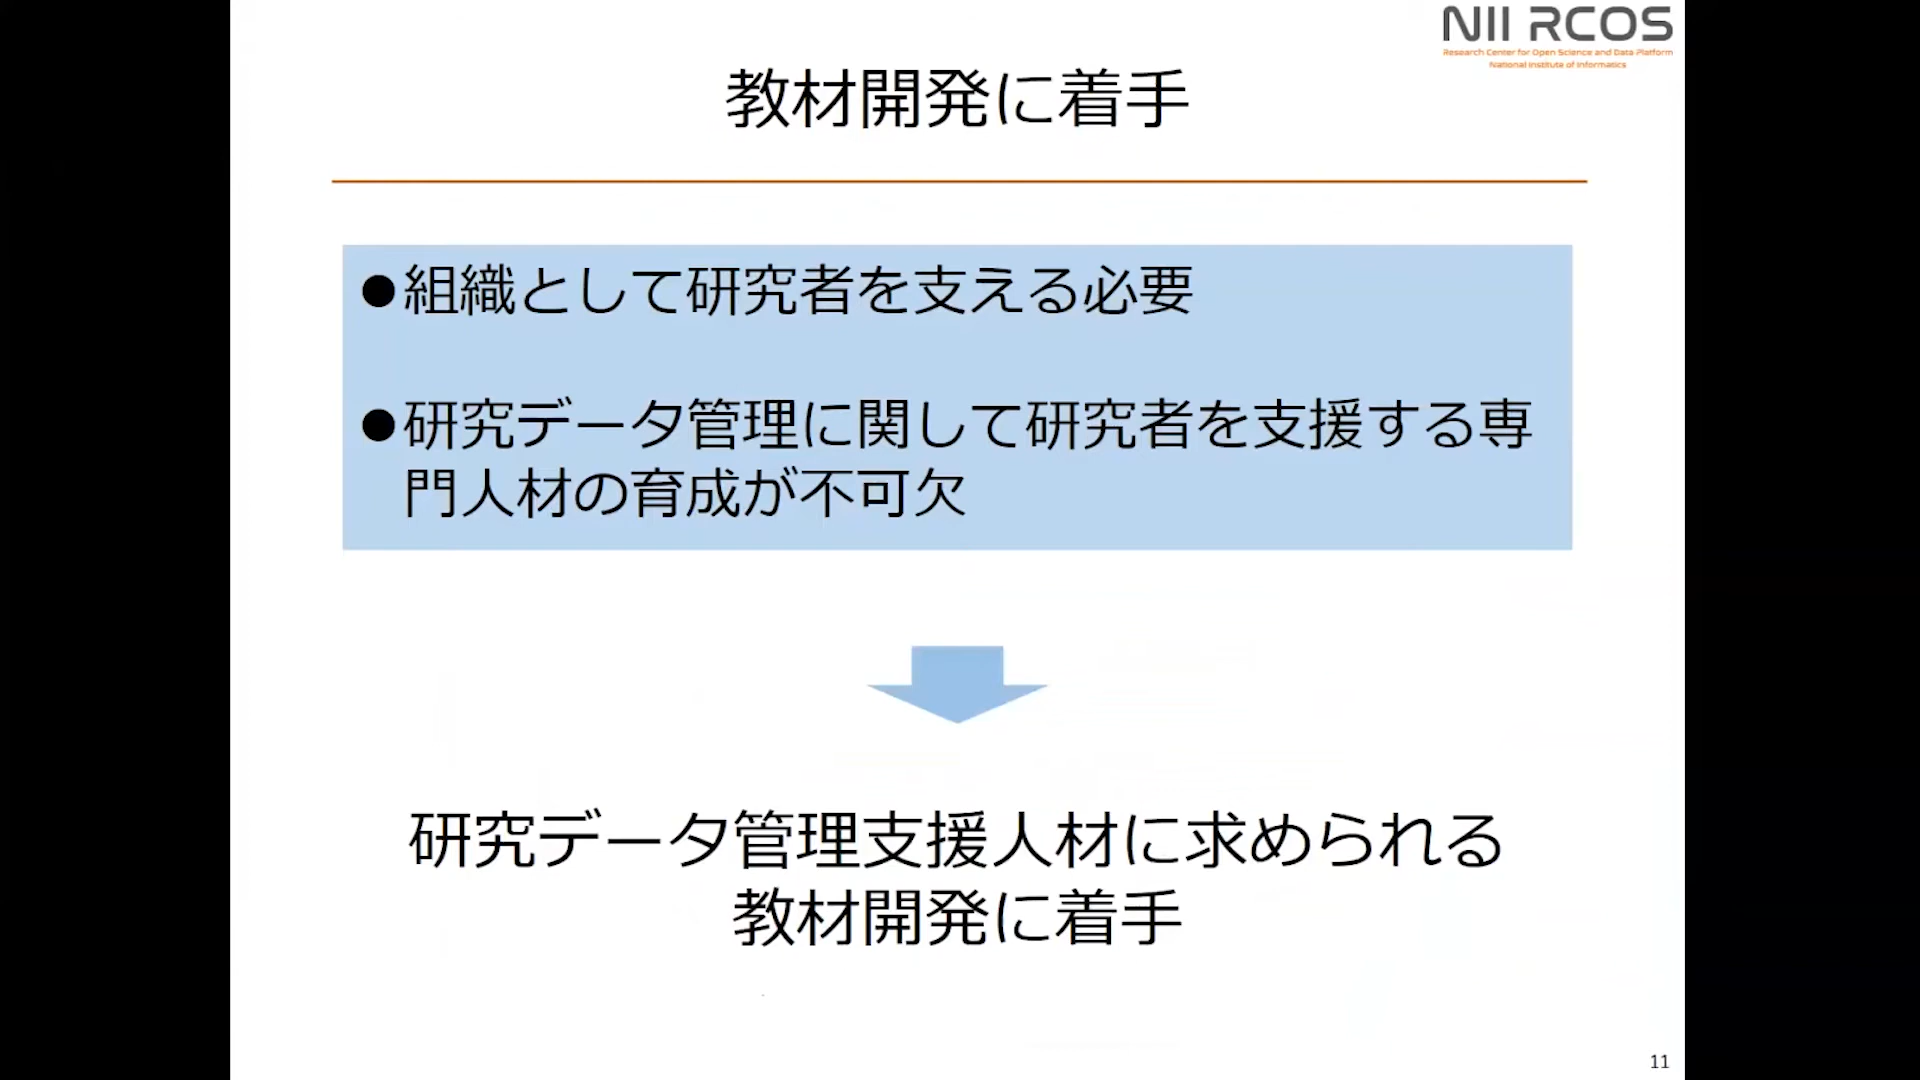 NII RCOS
Research Center for Open Science and Data Platform
National Institute of Informatics
教材開発に着手
●組織として研究者を支える必要
●研究データ管理に関して研究者を支援する専
門人材の育成が不可欠
研究データ管理支援人材に求められる
教材開発に着手
11